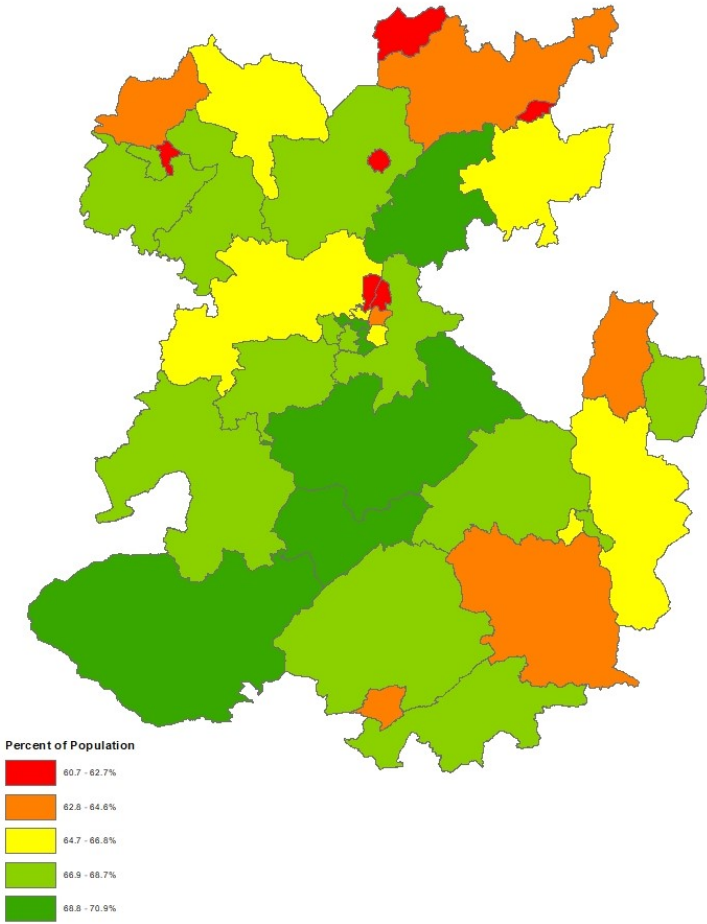 Percent of Population
60.7 - 62.7%
62.8 - 64.6%
64.7 - 66.8%
66.9 - 68.7%
68.8 - 70.9%